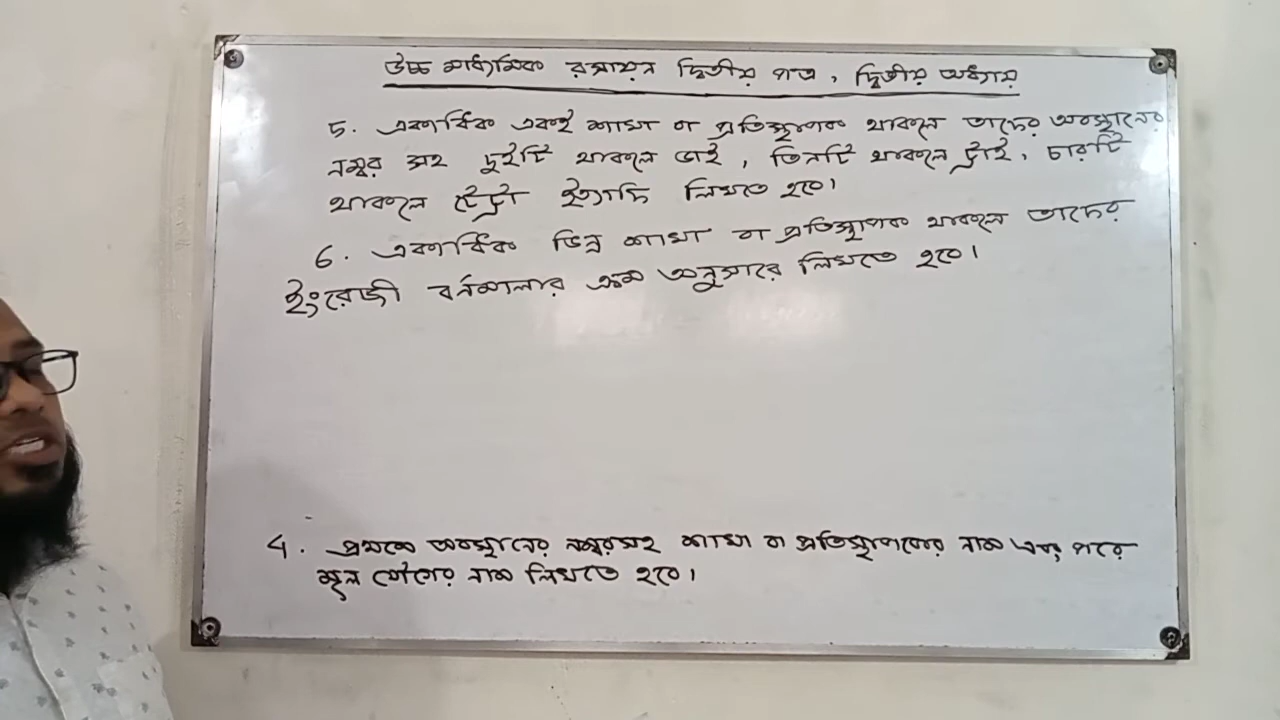 উচ্চ মাধ্যমিক রসায়ন দ্বিতীয় পত্র, দ্বিতীয় অধ্যায়
5. একাধিক একই শাখা বা প্রতিস্থাপক থাকলে তাদের অবস্থানের
নম্বর সহ দুইটি থাকলে ডাই, তিনটি থাকলে ট্রাই, চারটি
থাকলে টেট্রা ইত্যাদি লিখতে হবে।
6. একাধিক ভিন্ন শাখা বা প্রতিস্থাপক থাকলে তাদের
ইংরেজী বর্নমালার ক্রম অনুসারে লিখতে হবে।
4. প্রথমে অবস্থানের নম্বরসহ শাখা বা প্রতিস্থাপকের নাম এবং পরে
মূল যৌগের নাম লিখতে হবে।